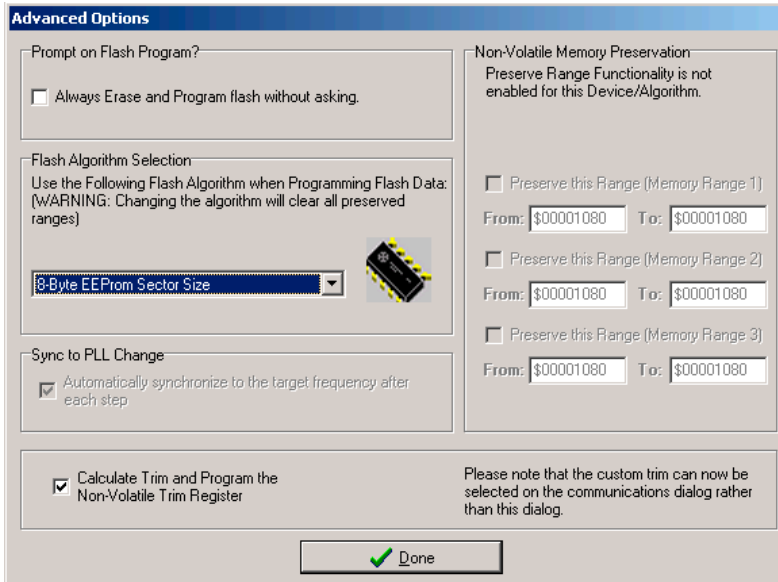 Advanced Options
Prompt on Flash Program?
Always Erase and Program flash without asking.
Flash Algorithm Selection
Use the Following Flash Algorithm when Programming Flash Data:
(WARNING: Changing the algorithm will clear all preserved
ranges)
8-Byte EEProm Sector Size
Sync to PLL Change
Automatically synchronize to the target frequency after
each step
Non-Volatile Memory Preservation
Preserve Range Functionality is not
enabled for this Device/Algorithm.
Preserve this Range (Memory Range 1)
From: $00001080 To: $00001080
Preserve this Range (Memory Range 2)
From: $00001080 To: $00001080
Preserve this Range (Memory Range 3)
From: $00001080 To: $00001080
Calculate Trim and Program the
Non-Volatile Trim Register
Please note that the custom trim can now be
selected on the communications dialog rather
than this dialog.
Done